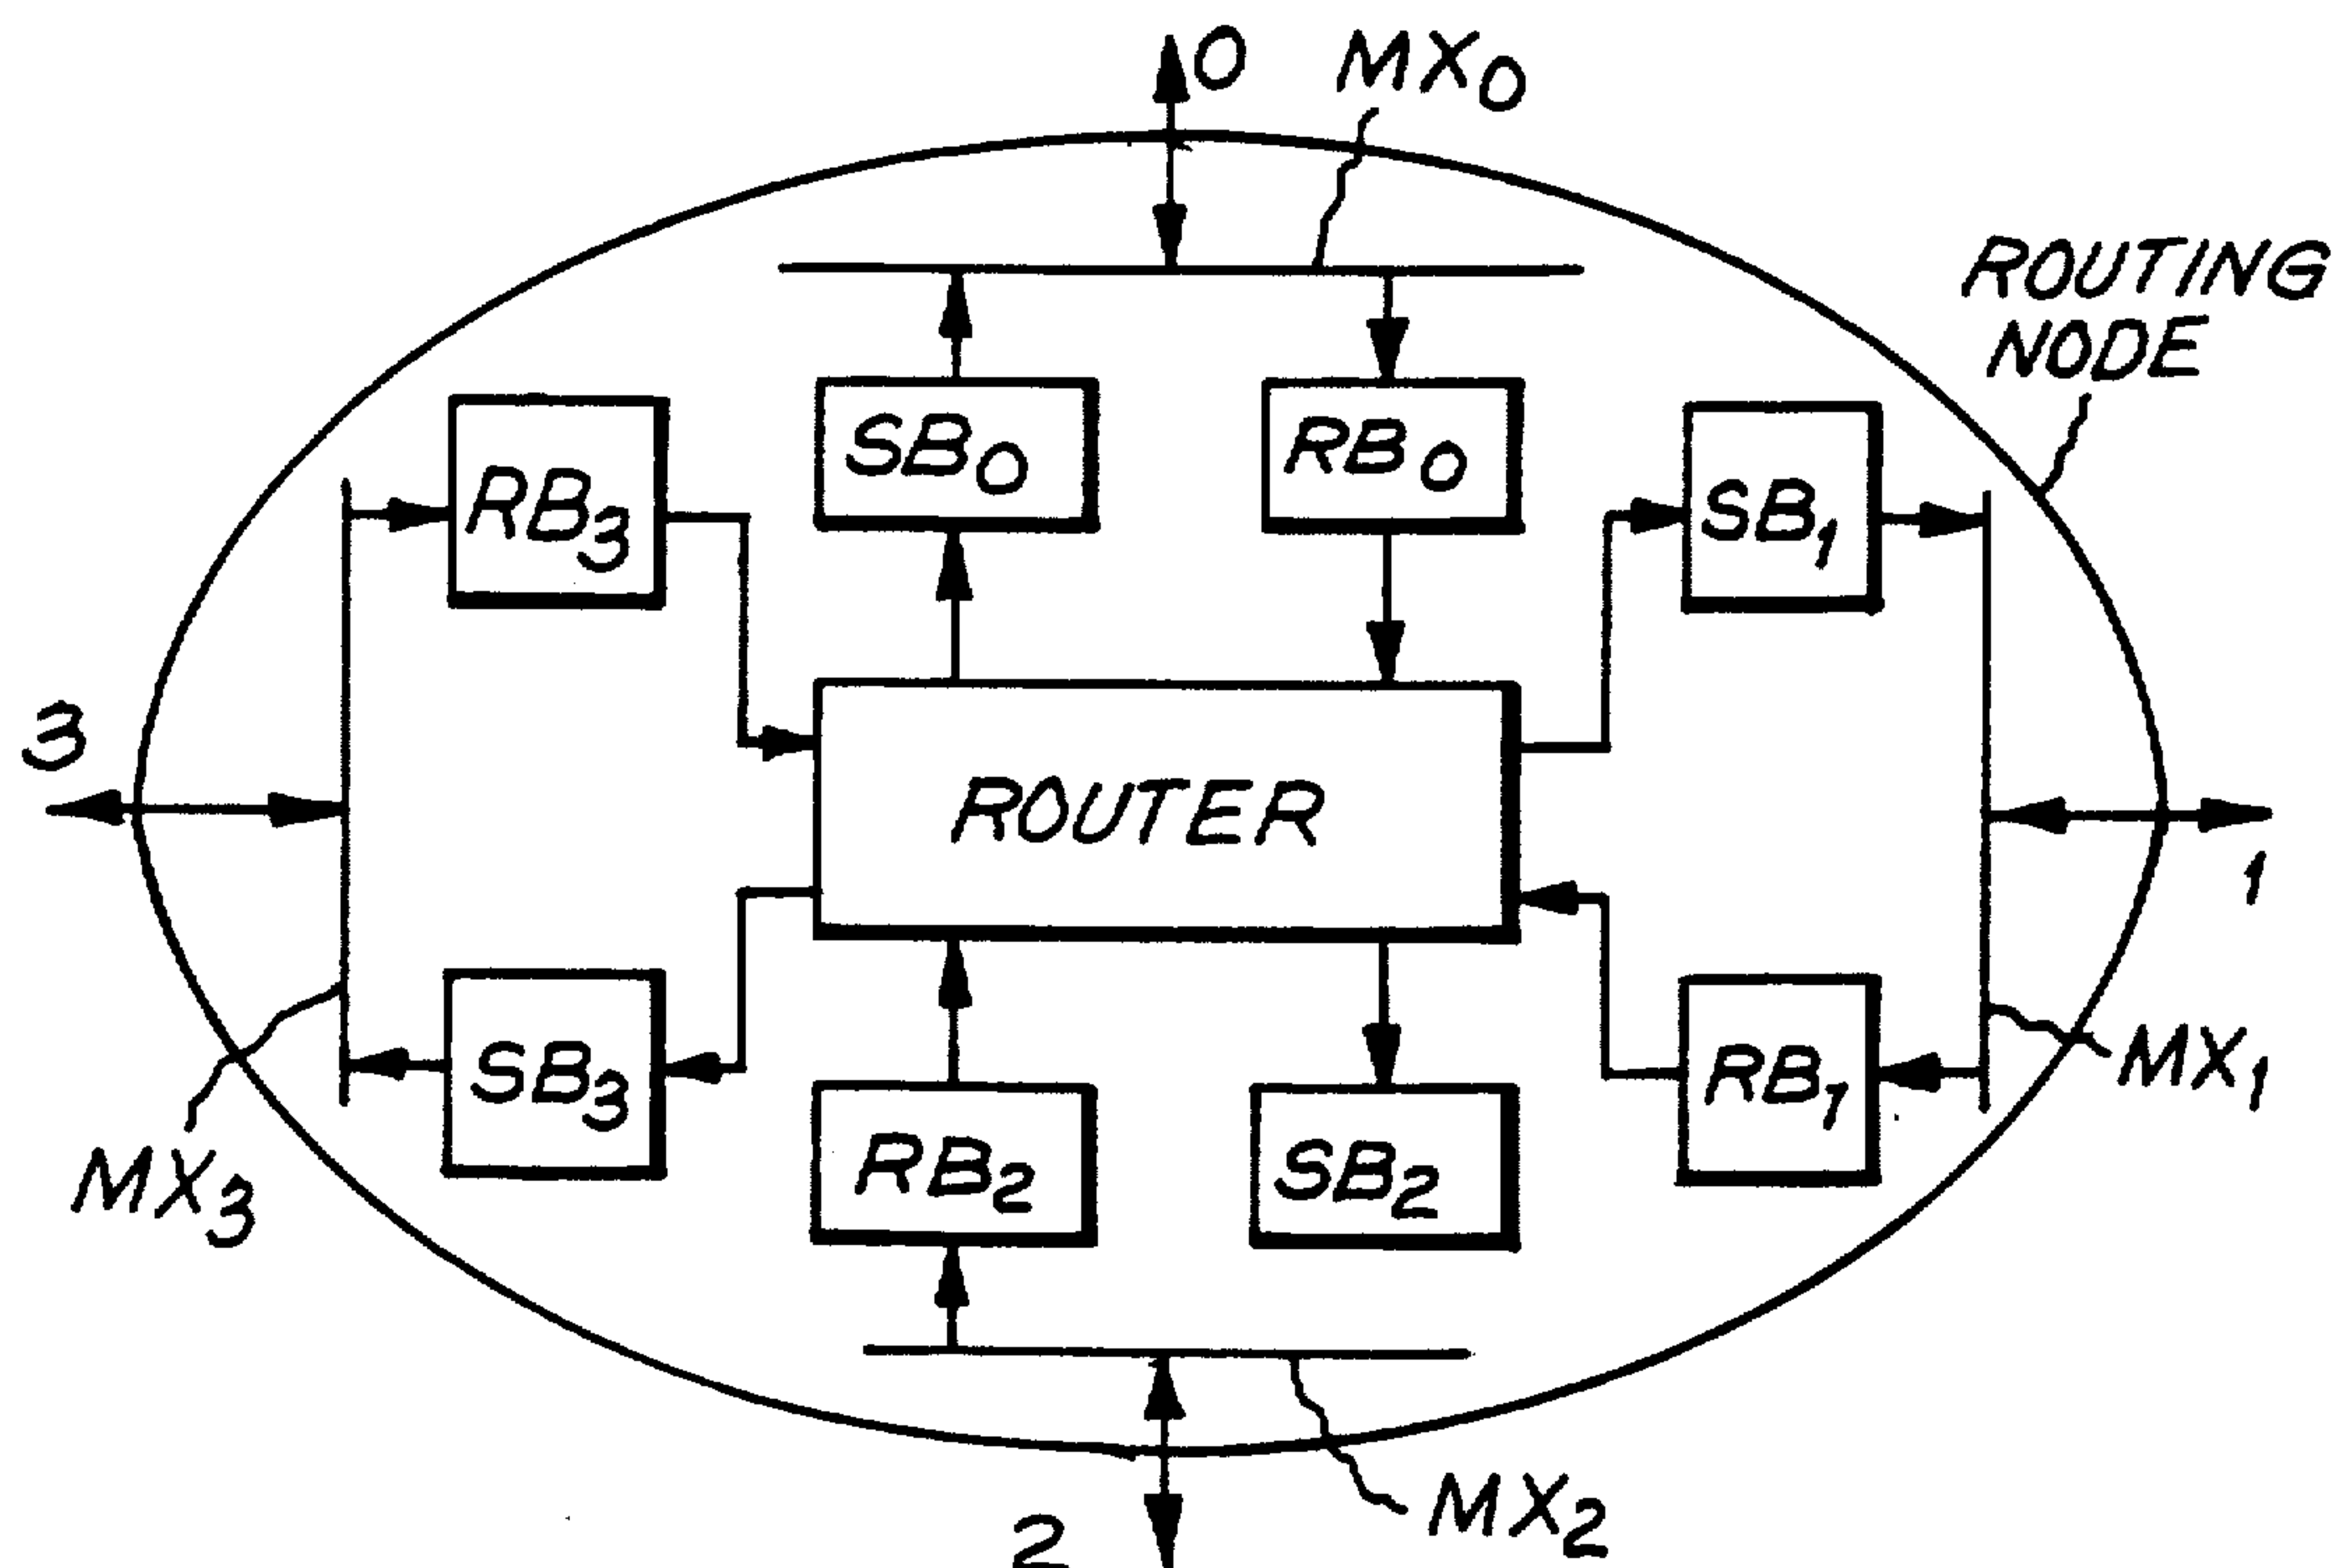 0
MX0
ROUTING
NODE
SB0
RB0
RB3
SB1
3
ROUTER
1
SB3
RB1
MX1
RB2
SB2
MX3
MX2
2